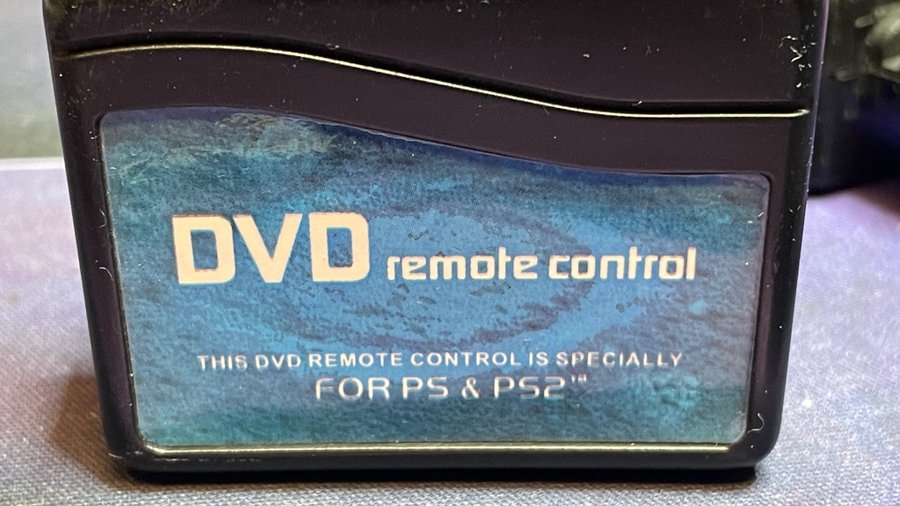 DVD remote control
THIS DVD REMOTE CONTROL IS SPECIALLY
FOR PS & PS2™